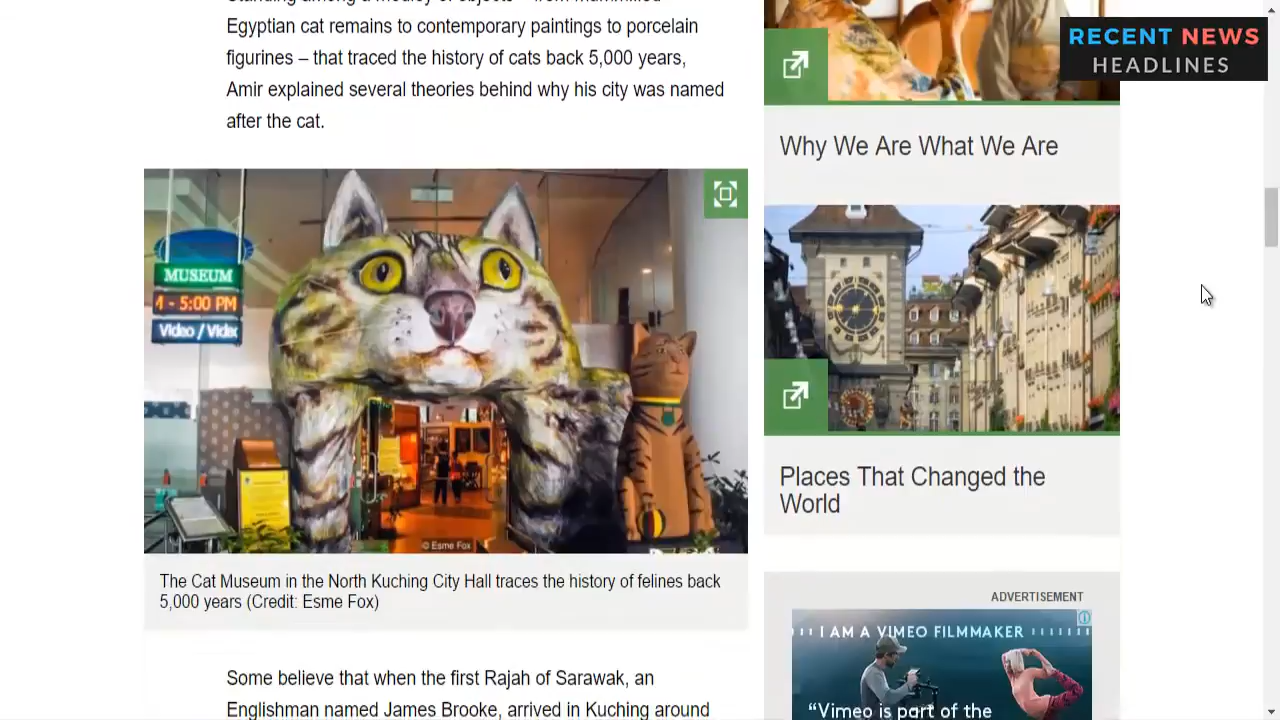 Egyptian cat remains to contemporary paintings to porcelain
figurines – that traced the history of cats back 5,000 years,
Amir explained several theories behind why his city was named
after the cat.
MUSEUM
- 5:00 PM
Video /
© Esme Fox
The Cat Museum in the North Kuching City Hall traces the history of felines back
5,000 years (Credit: Esme Fox)
Some believe that when the first Rajah of Sarawak, an
Englishman named James Brooke, arrived in Kuching around
RECENT NEWS
HEADLINES
Why We Are What We Are
Places That Changed the
World
ADVERTISEMENT
I AM A VIMEO FILMMAKER
“Vimeo is part of the